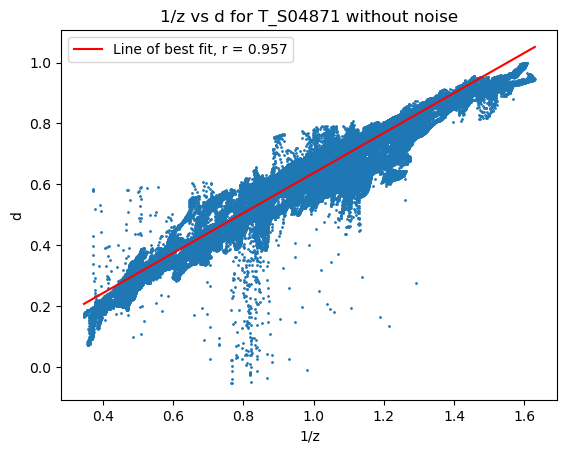 1/z vs d for T_S04871 without noise
Line of best fit, r = 0.957
1.0
0.8
0.6
0.4
0.2
0.0
d
0.4 0.6 0.8 1.0 1.2 1.4 1.6
1/z